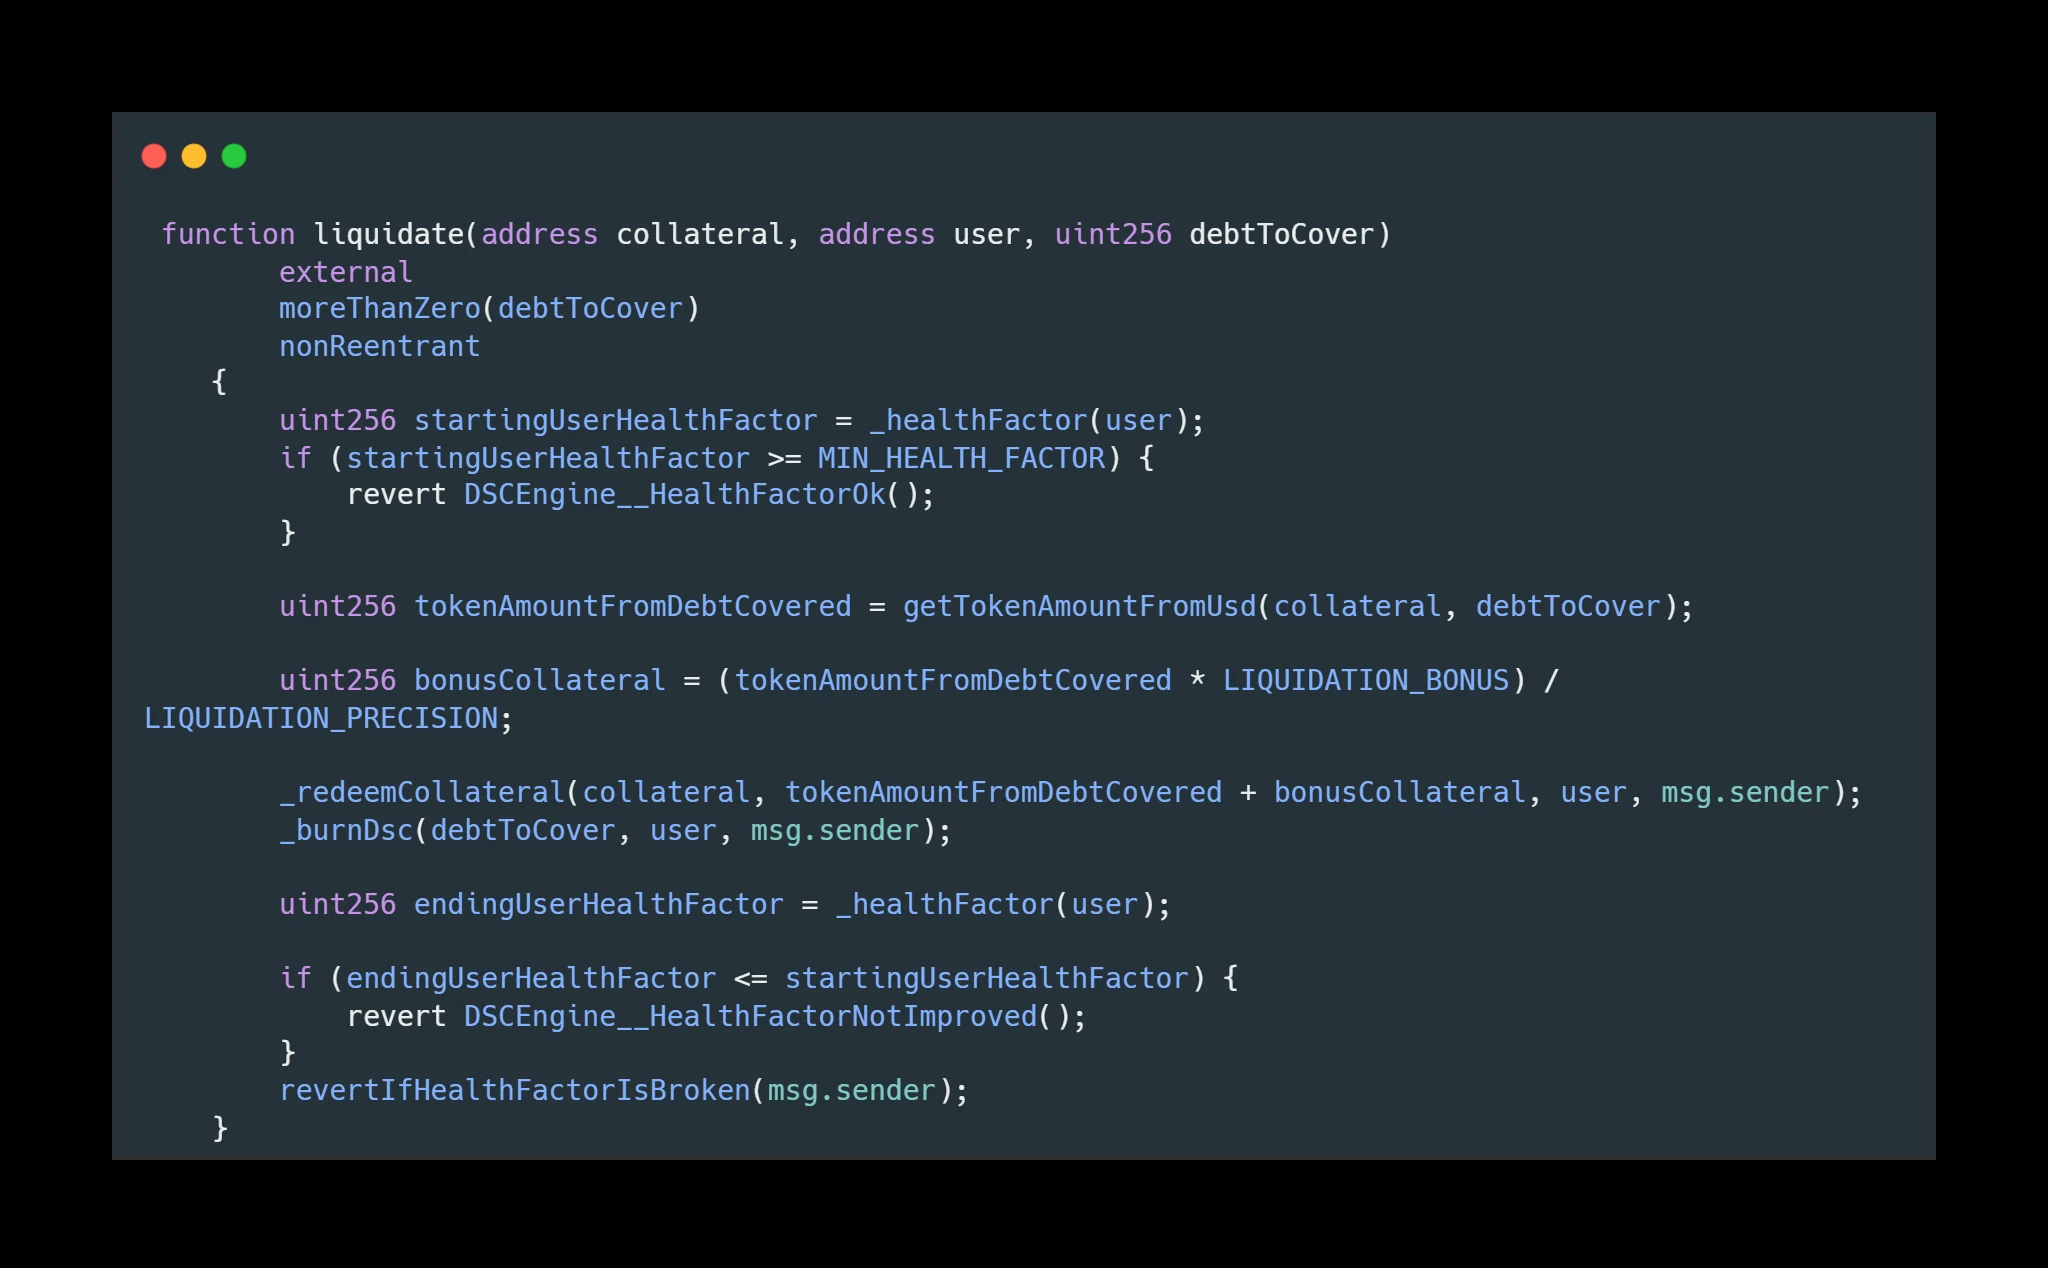 function liquidate(address collateral, address user, uint256 debtToCover)
external
moreThanZero(debtToCover)
nonReentrant
{
uint256 startingUserHealthFactor = _healthFactor(user);
if (startingUserHealthFactor >= MIN_HEALTH_FACTOR) {
revert DSCEngine__HealthFactorOk();
}
uint256 tokenAmountFromDebtCovered = getTokenAmountFromUsd(collateral, debtToCover);
uint256 bonusCollateral = (tokenAmountFromDebtCovered * LIQUIDATION_BONUS) /
LIQUIDATION_PRECISION;
_redeemCollateral(collateral, tokenAmountFromDebtCovered + bonusCollateral, user, msg.sender);
_burnDsc(debtToCover, user, msg.sender);
uint256 endingUserHealthFactor = _healthFactor(user);
if (endingUserHealthFactor <= startingUserHealthFactor) {
revert DSCEngine__HealthFactorNotImproved();
}
revertIfHealthFactorIsBroken(msg.sender);
}